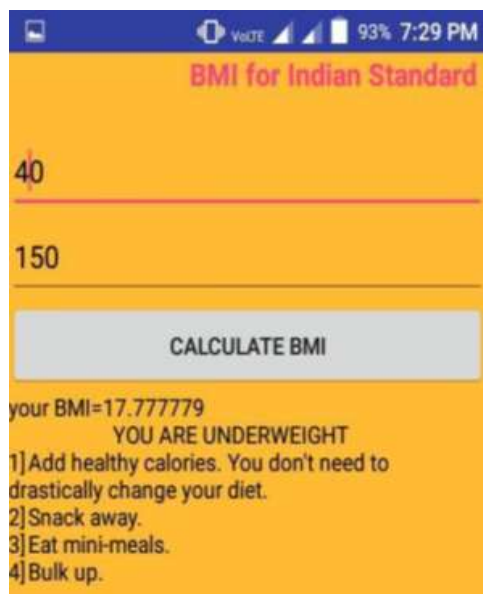 VoLTE 93% 7:29 PM
BMI for Indian Standard
40
150
CALCULATE BMI
your BMI=17.777779
YOU ARE UNDERWEIGHT
1]Add healthy calories. You don't need to
drastically change your diet.
2]Snack away.
3]Eat mini-meals.
4]Bulk up.